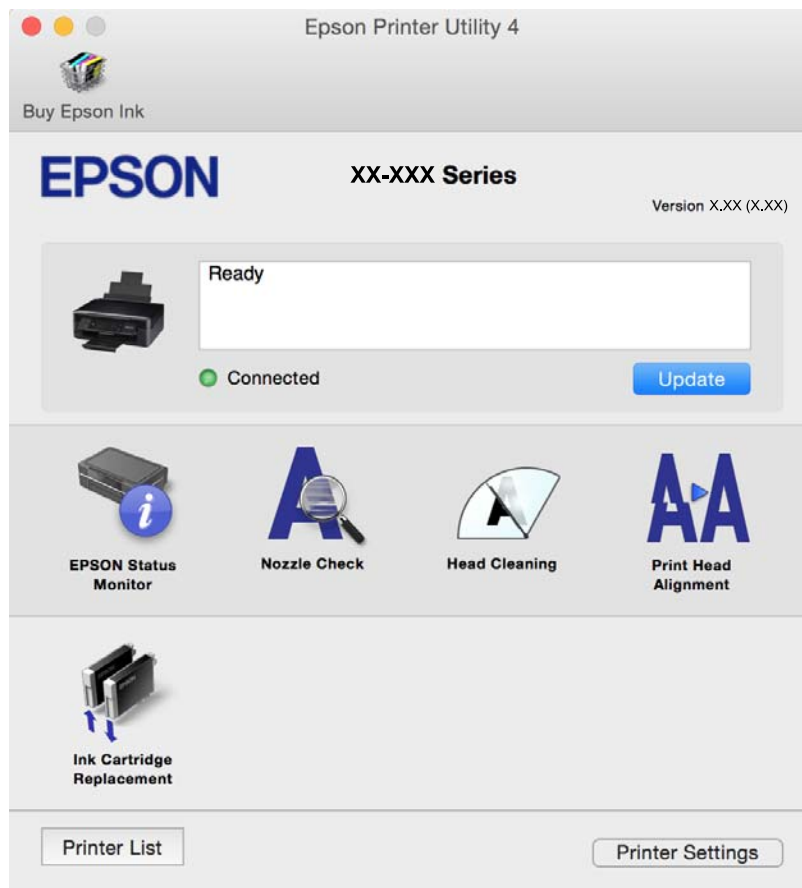 Epson Printer Utility 4
Buy Epson Ink
EPSON
XX-XXX Series
Version X.XX (X.XX)
Ready
Connected
Update
EPSON Status
Monitor
Nozzle Check
Head Cleaning
Print Head
Alignment
Ink Cartridge
Replacement
Printer List
Printer Settings